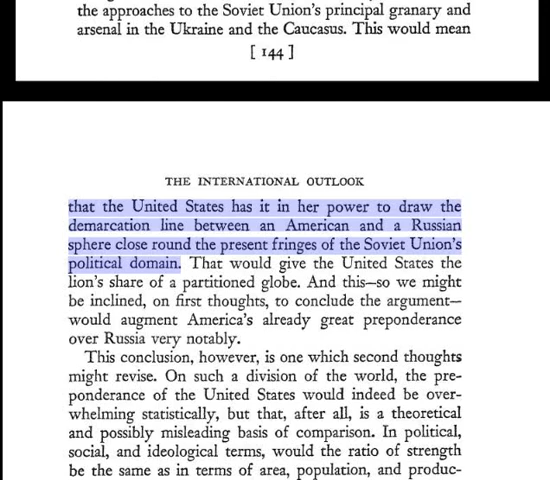 the approaches to the Soviet Union's principal granary and
arsenal in the Ukraine and the Caucasus. This would mean
[ 144 ]
THE INTERNATIONAL OUTLOOK
that the United States has it in her power to draw the
demarcation line between an American and a Russian
sphere close round the present fringes of the Soviet Union's
political domain. That would give the United States the
lion's share of a partitioned globe. And this—so we might
be inclined, on first thoughts, to conclude the argument—
would augment America's already great preponderance
over Russia very notably.
This conclusion, however, is one which second thoughts
might revise. On such a division of the world, the pre-
ponderance of the United States would indeed be over-
whelming statistically, but that, after all, is a theoretical
and possibly misleading basis of comparison. In political,
social, and ideological terms, would the ratio of strength
be the same as in terms of area, population, and produc-